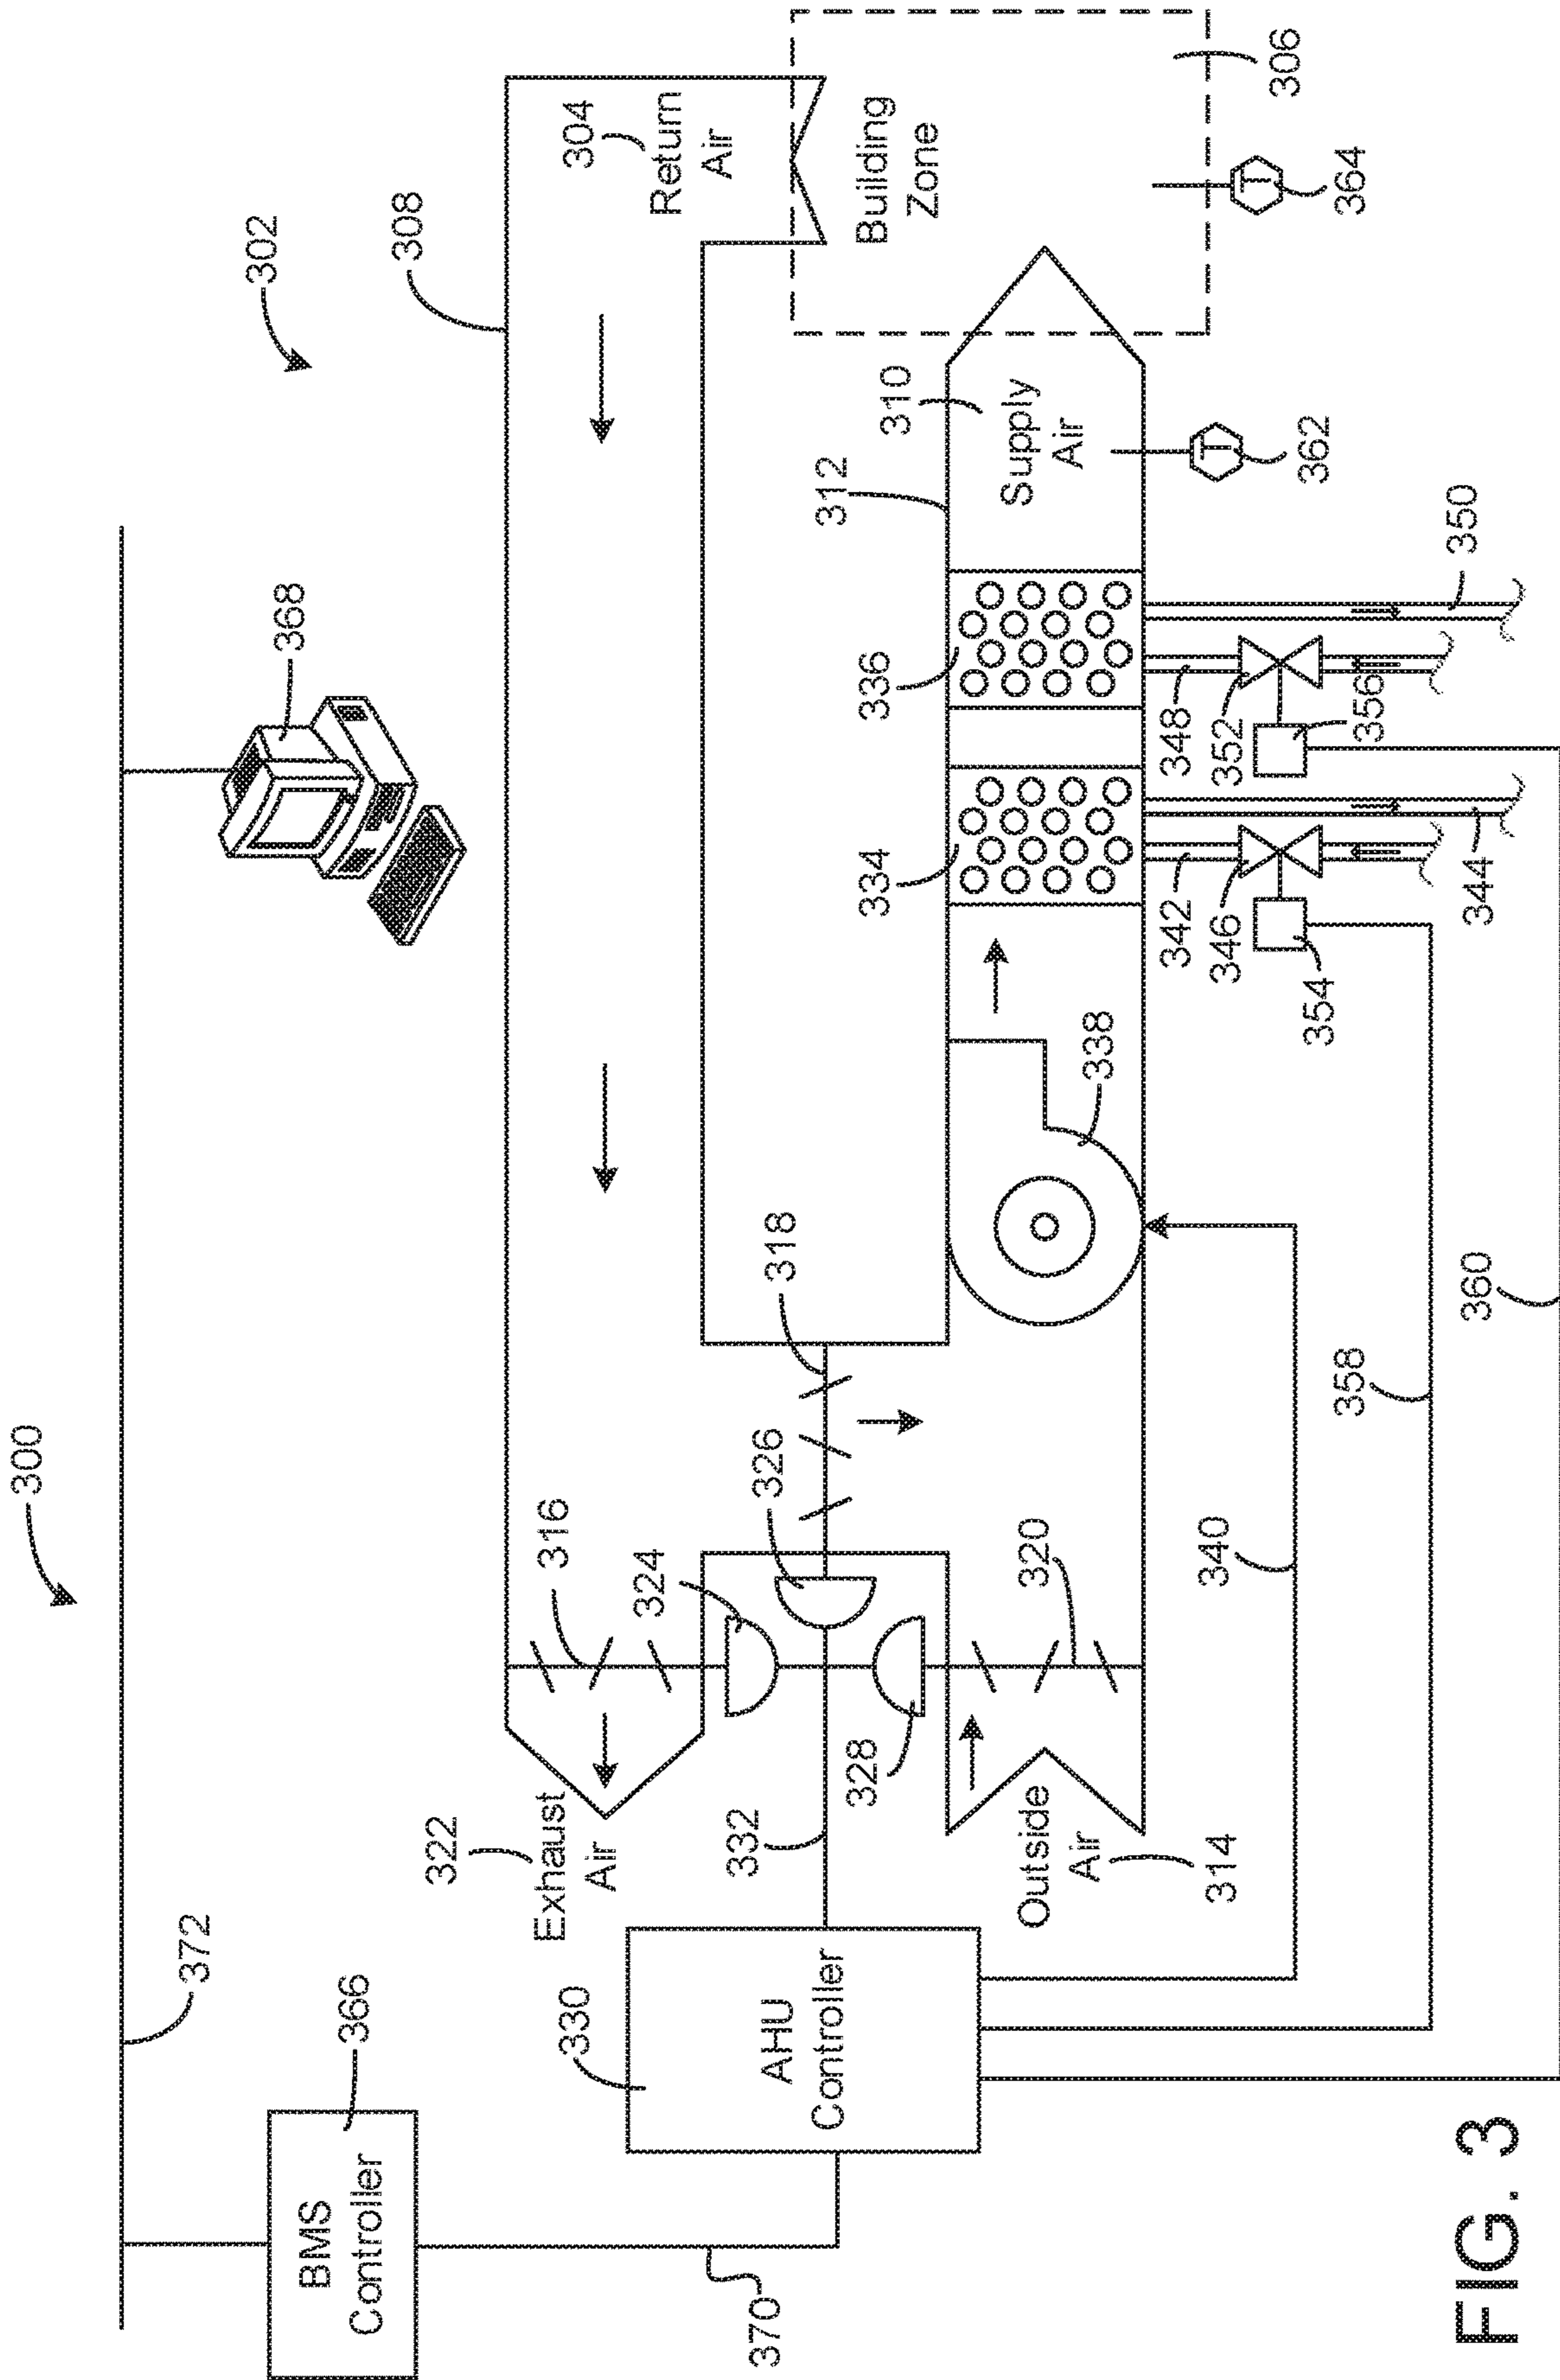 300
372
366
BMS
Controller
370
368
302
308
304
Return
Air
306
Building
Zone
322
Exhaust
Air
316
324
326
318
332
328
330
AHU
Controller
Outside
Air
314
320
338
334
336
312
310
Supply
Air
362
364
342
346
354
344
348
352
356
350
340
358
360
FIG. 3
T
T